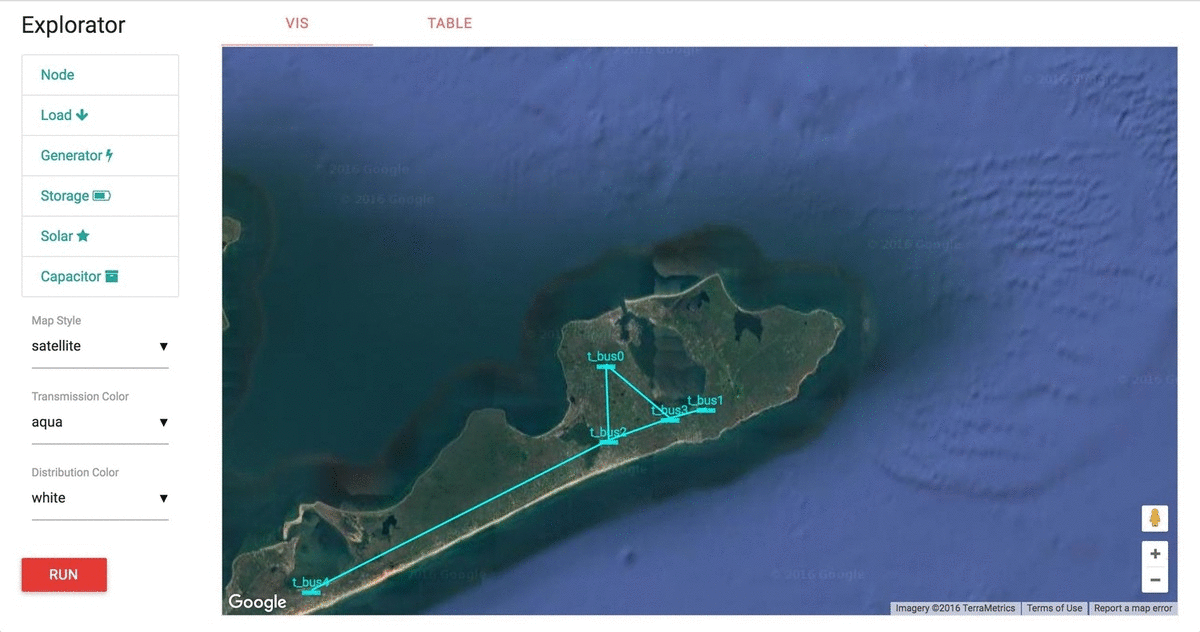 Explorator
VIS
TABLE
Node
Load
Generator
Storage
Solar
Capacitor
Map Style
satellite
Transmission Color
aqua
Distribution Color
white
RUN
© 2016 Google
© 2016 Google
© 2016 Google
t_bus0
t_bus1
t_bus3
t_bus2
t_bus4
2016 Google
© 2016 Google
Google
Imagery ©2016 TerraMetrics
Terms of Use
Report a map error